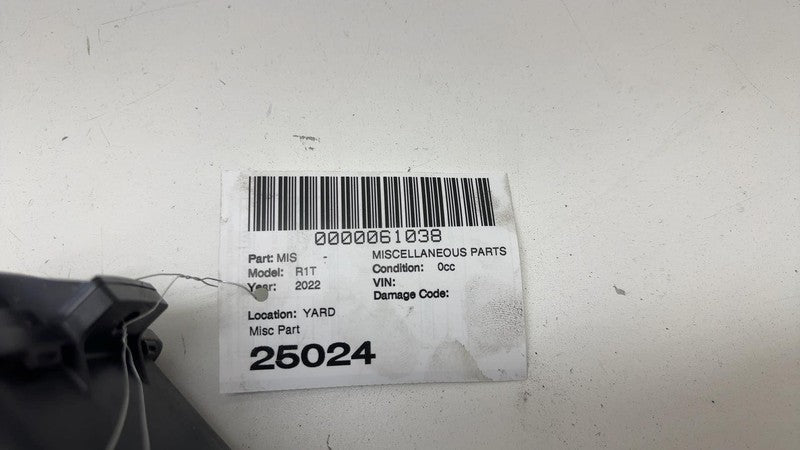 0000061038
Part: MIS - MISCELLANEOUS PARTS
Model: R1T Condition: 0cc
Year: 2022 VIN:
Damage Code:
Location: YARD
Misc Part
25024